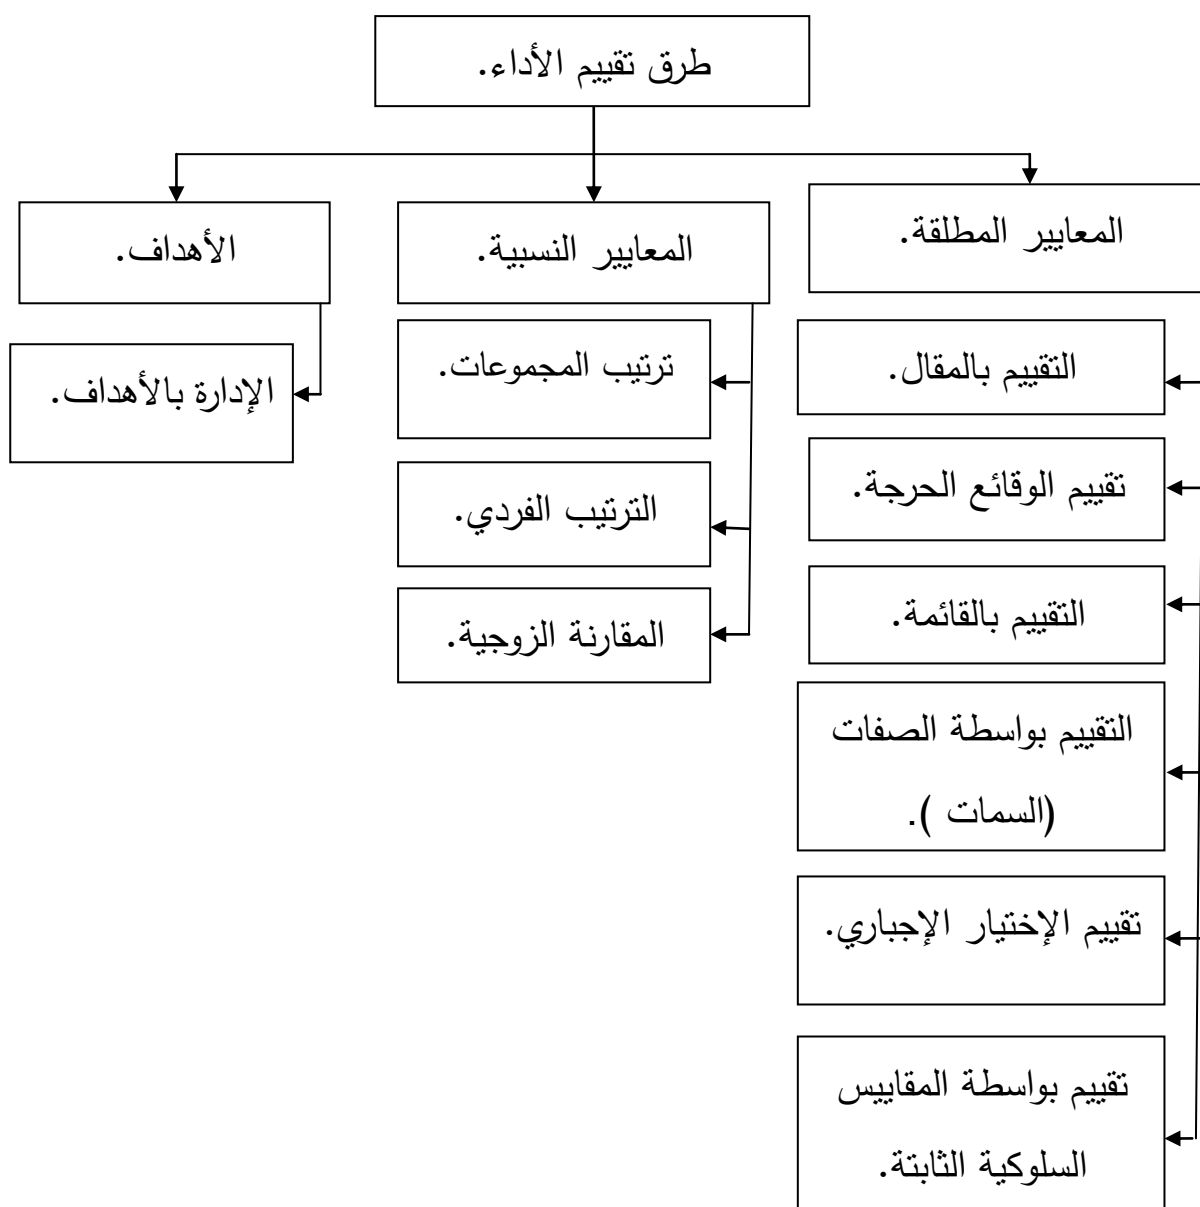 طرق تقييم الأداء.
المعايير المطلقة.
المعايير النسبية.
الأهداف.
التقييم بالمقال.
تقييم الوقائع الحرجة.
التقييم بالقائمة.
التقييم بواسطة الصفات
(السمات ).
تقييم الإختيار الإجباري.
تقييم بواسطة المقاييس
السلوكية الثابتة.
ترتيب المجموعات.
الترتيب الفردي.
المقارنة الزوجية.
الإدارة بالأهداف.